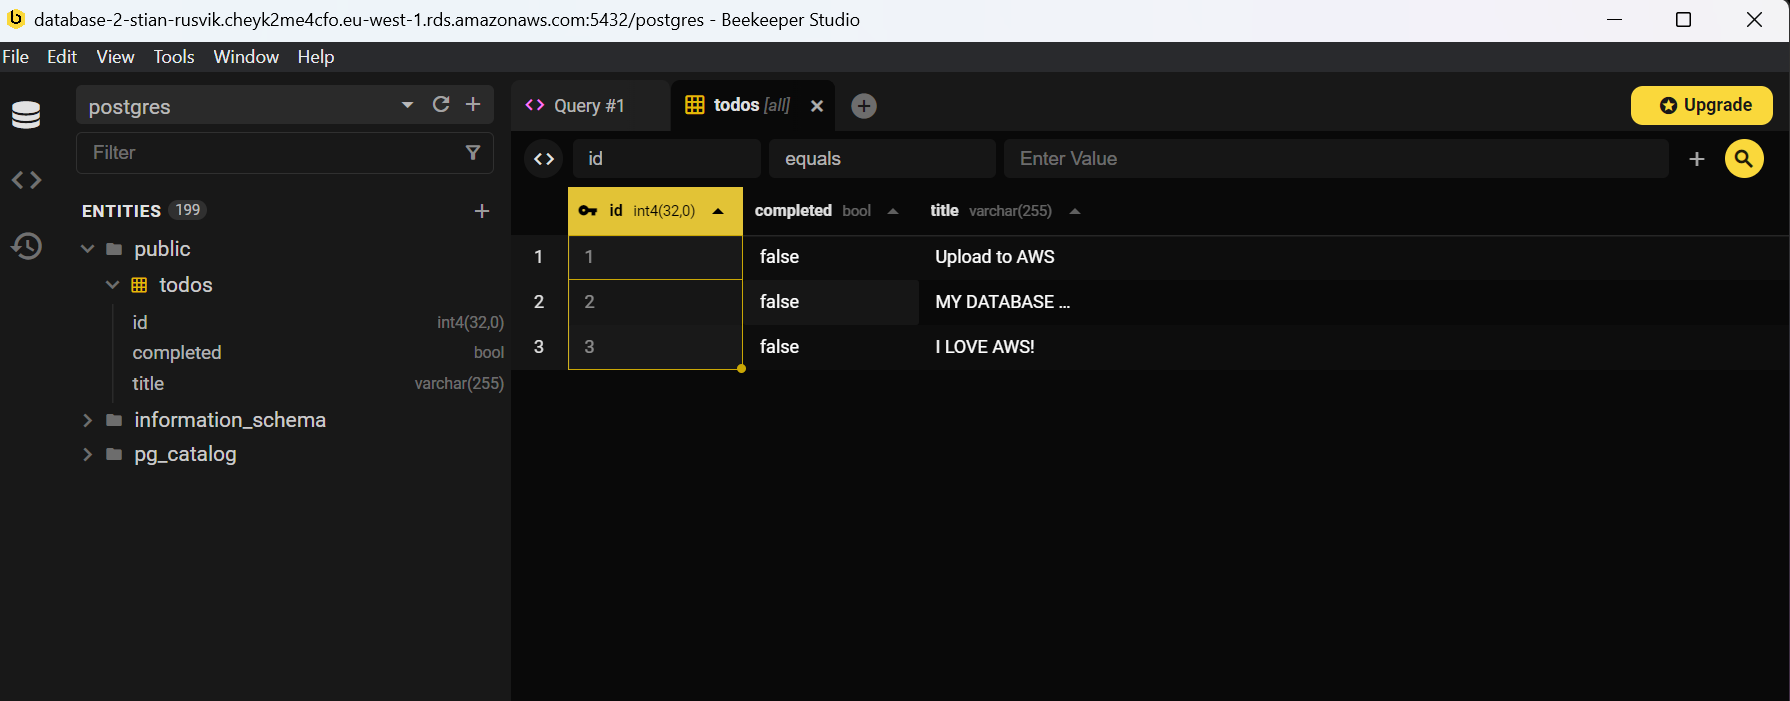 database-2-stian-rusvik.cheyk2me4cfo.eu-west-1.rds.amazonaws.com:5432/postgres - Beekeeper Studio
File Edit View Tools Window Help
postgres
Filter
ENTITIES 199
public
todos
id int4(32,0)
completed bool
title varchar(255)
information_schema
pg_catalog
Query #1 todos [all]
Upgrade
id equals Enter Value
id int4(32,0) completed bool title varchar(255)
1 1 false Upload to AWS
2 2 false MY DATABASE ...
3 3 false I LOVE AWS!